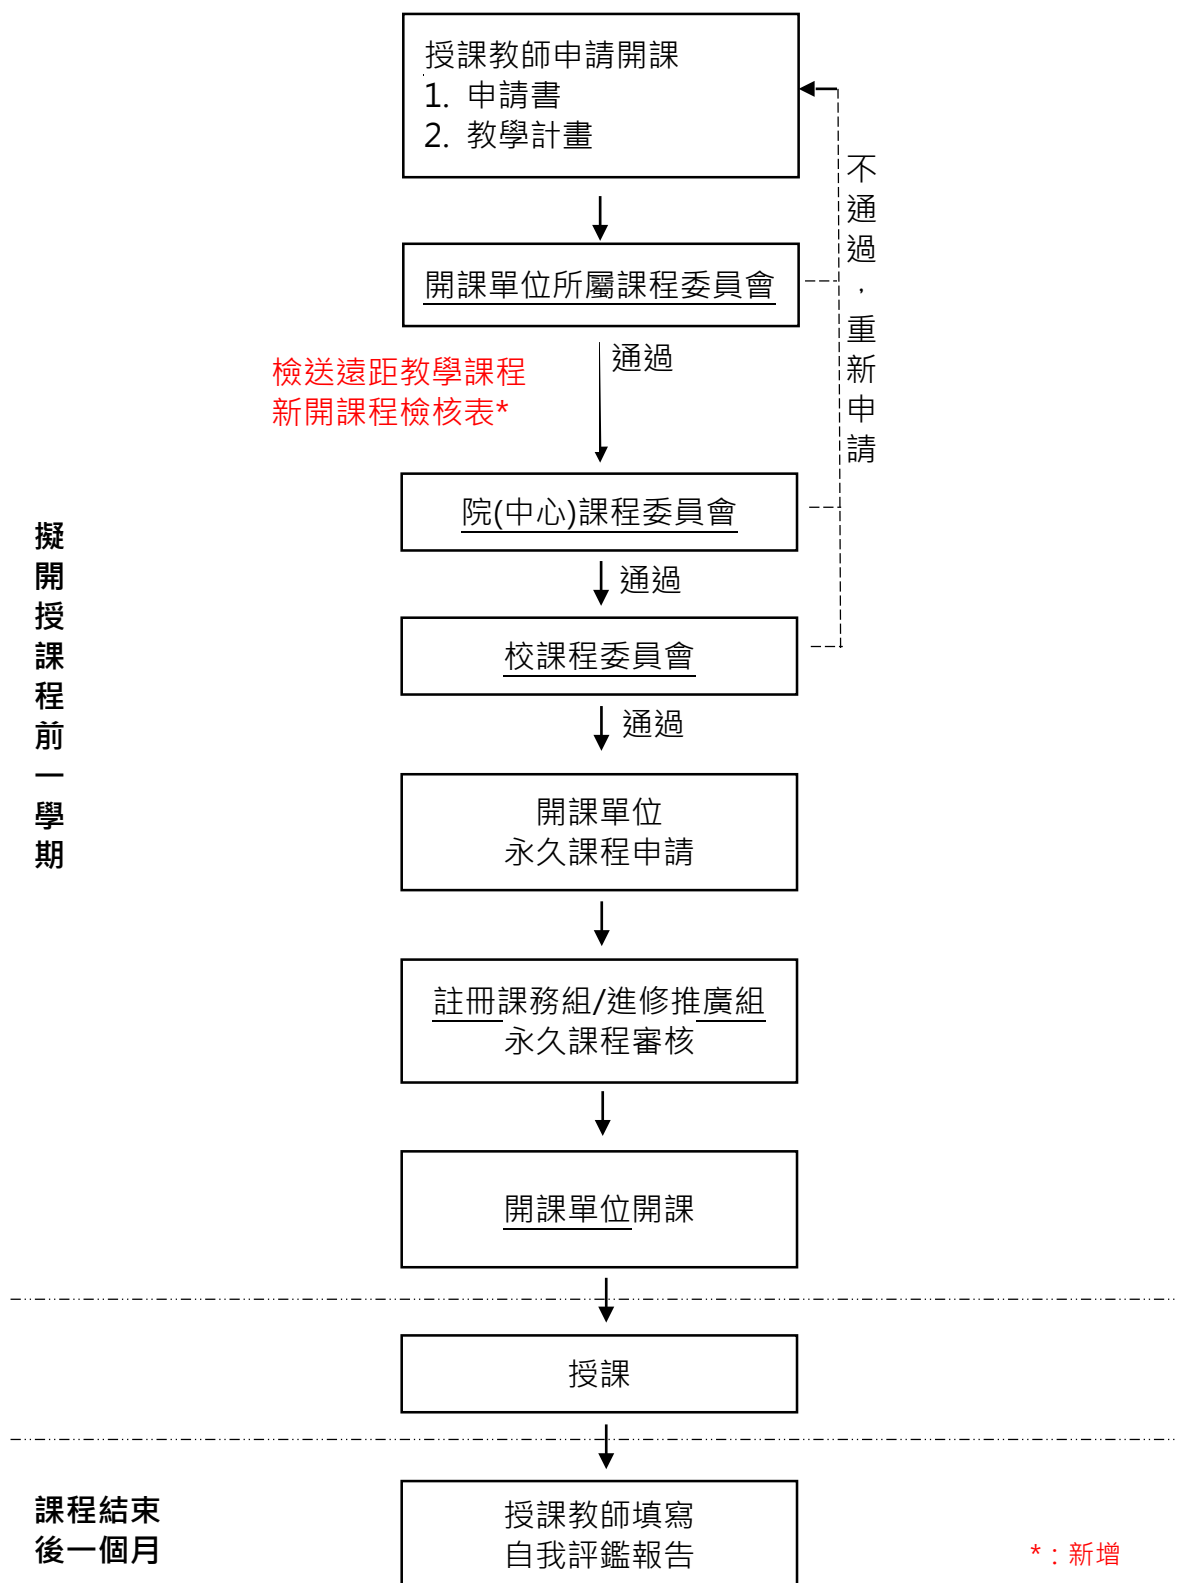 授課教師申請開課
1. 申請書
2. 教學計畫
不通過，重新申請
開課單位所屬課程委員會
通過
檢送遠距教學課程
新開課程檢核表*
院(中心)課程委員會
通過
校課程委員會
通過
擬開授課程前一學期
開課單位
永久課程申請
註冊課務組/進修推廣組
永久課程審核
開課單位開課
授課
課程結束
後一個月
授課教師填寫
自我評鑑報告
*：新增